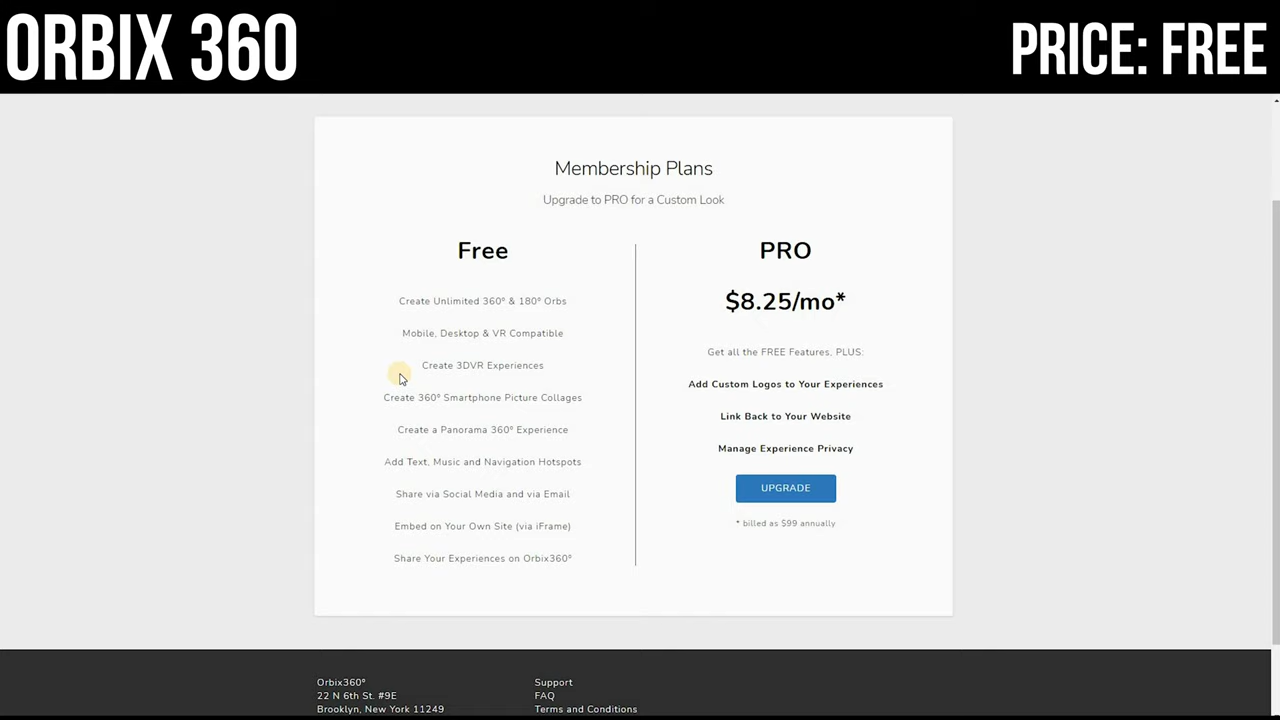 ORBIX 360
PRICE: FREE
Membership Plans
Upgrade to PRO for a Custom Look
Free
Create Unlimited 360° & 180° Orbs
Mobile, Desktop & VR Compatible
Create 3DVR Experiences
Create 360° Smartphone Picture Collages
Create a Panorama 360° Experience
Add Text, Music and Navigation Hotspots
Share via Social Media and via Email
Embed on Your Own Site (via iFrame)
Share Your Experiences on Orbix360°
PRO
$8.25/mo*
Get all the FREE Features, PLUS:
Add Custom Logos to Your Experiences
Link Back to Your Website
Manage Experience Privacy
UPGRADE
* billed as $99 annually
Orbix360°
22 N 6th St. #9E
Brooklyn, New York 11249
Support
FAQ
Terms and Conditions